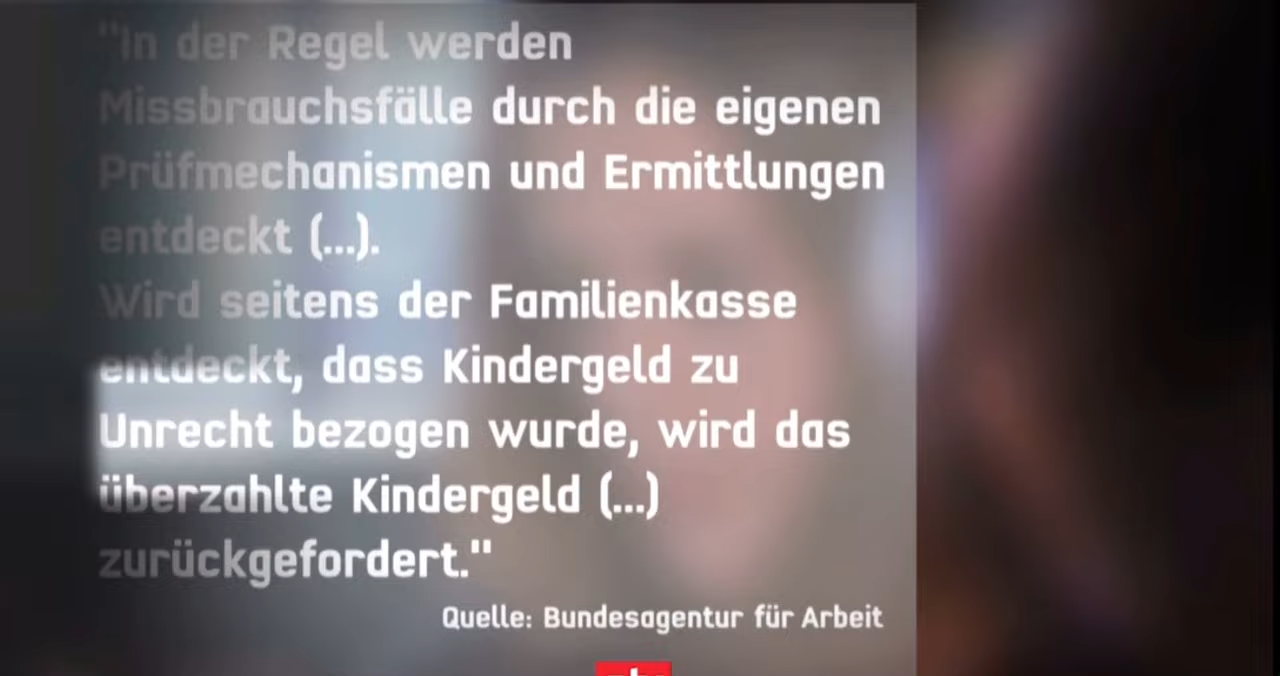 "In der Regel werden
Missbrauchsfälle durch die eigenen
Prüfmechanismen und Ermittlungen
entdeckt (...).
Wird seitens der Familienkasse
entdeckt, dass Kindergeld zu
Unrecht bezogen wurde, wird das
überzahlte Kindergeld (...)
zurückgefordert."
Quelle: Bundesagentur für Arbeit